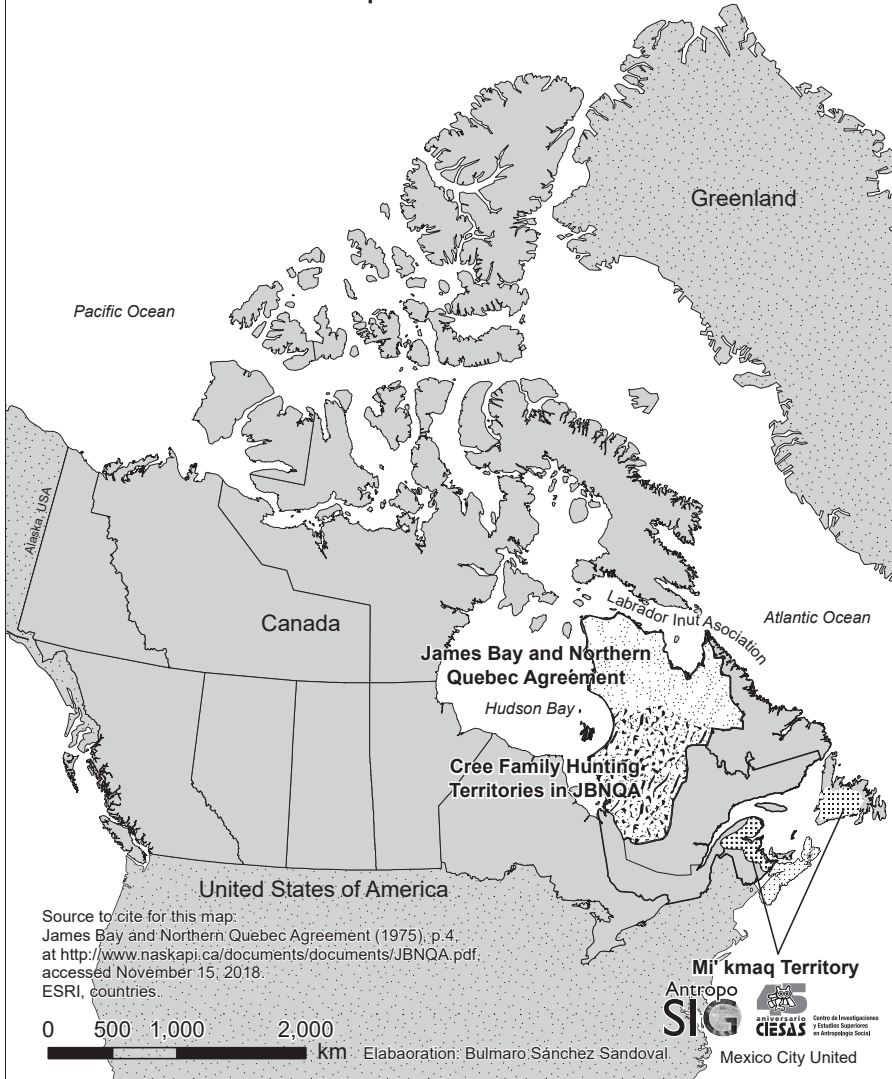 Greenland
Pacific Ocean
Alaska, USA
Canada
Labrador Inut Asociation
Atlantic Ocean
James Bay and Northern
Quebec Agreement
Hudson Bay
Cree Family Hunting
Territories in JBNQA
United States of America
Source to cite for this map:
James Bay and Northern Quebec Agreement (1975), p.4,
at http://www.naskapi.ca/documents/documents/JBNQA.pdf,
accessed November 15, 2018.
ESRI, countries.
Mi' kmaq Territory
Antropo
SIG
45
aniversario
CIESAS
Centro de Investigaciones
y Estudios Superiores
en Antropología Social
0 500 1,000 2,000
km
Elabaoration: Bulmaro Sánchez Sandoval
Mexico City United